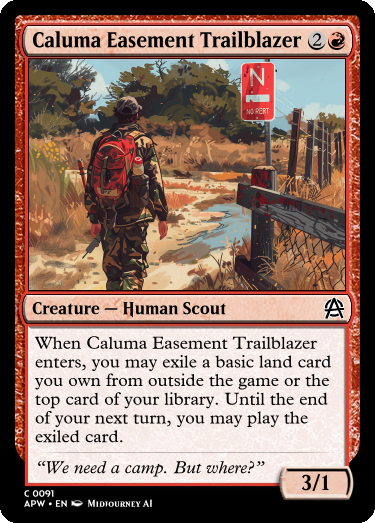 Caluma Easement Trailblazer 2
N
NO RERT
Creature — Human Scout
When Caluma Easement Trailblazer
enters, you may exile a basic land card
you own from outside the game or the
top card of your library. Until the end
of your next turn, you may play the
exiled card.
“We need a camp. But where?”
3/1
C 0091
APW • EN Midjourney AI